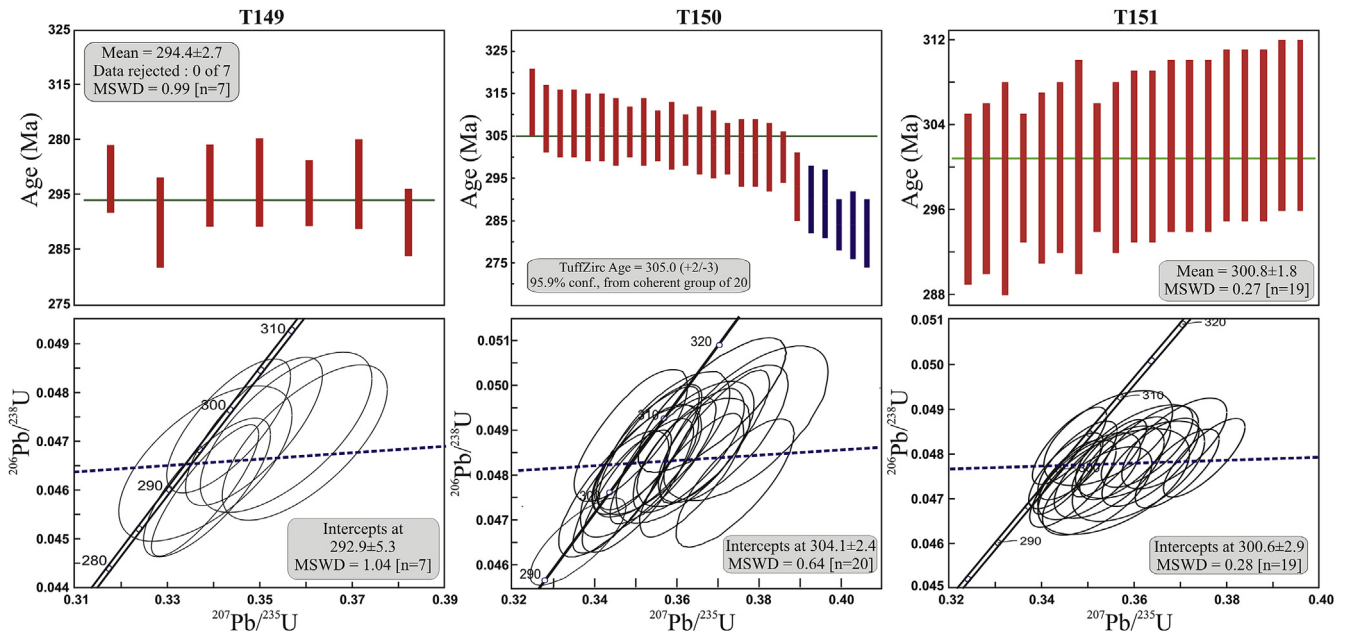 T149
T150
T151
325
315
280
295
285
275
Age (Ma)
Mean = 294.4±2.7
Data rejected : 0 of 7
MSWD = 0.99 [n=7]
325
315
305
295
285
275
Age (Ma)
TuffZirc Age = 305.0 (+2/-3)
95.9% conf., from coherent group of 20
312
304
296
288
Age (Ma)
Mean = 300.8±1.8
MSWD = 0.27 [n=19]
0.049
0.048
0.047
0.046
0.045
0.044
206Pb/238U
310
300
290
280
Intercepts at
292.9±5.3
MSWD = 1.04 [n=7]
0.31
0.33
0.35
0.37
0.39
207Pb/235U
0.051
0.050
0.049
0.048
0.047
0.046
206Pb/238U
320
310
300
290
Intercepts at 304.1±2.4
MSWD = 0.64 [n=20]
0.32
0.34
0.36
0.38
0.40
207Pb/235U
0.051
0.050
0.049
0.048
0.047
0.046
0.045
206Pb/238U
320
310
300
290
Intercepts at 300.6±2.9
MSWD = 0.28 [n=19]
0.32
0.34
0.36
0.38
0.40
207Pb/235U